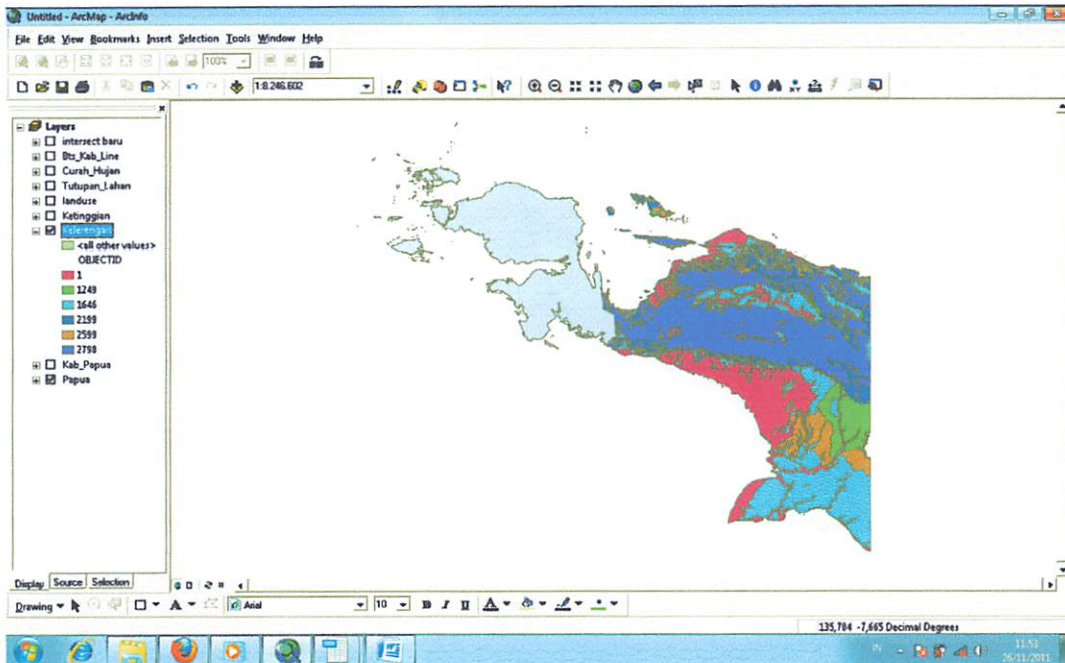 Untitled - ArcMap - ArcInfo
File Edit View Bookmarks Insert Selection Tools Window Help
100%
1:8.246.602
Layers
intersect baru
Bts_Kab_Line
Curah_Hujan
Tutupan_Lahan
landuse
Ketinggian
Kelerengan
<all other values>
OBJECTID
1
1249
1646
2199
2599
2798
Kab_Papua
Papua
Display Source Selection
Drawing A Arial 10 B I U A
135,784 -7,665 Decimal Degrees
IN 11:53
26/11/2011